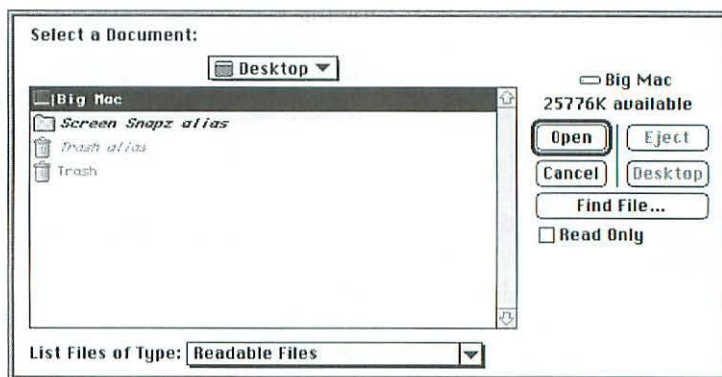 Select a Document:
Desktop
Big Mac
25776K available
Big Mac
Screen Snapz alias
Trash alias
Trash
Open
Eject
Cancel
Desktop
Find File...
Read Only
List Files of Type: Readable Files